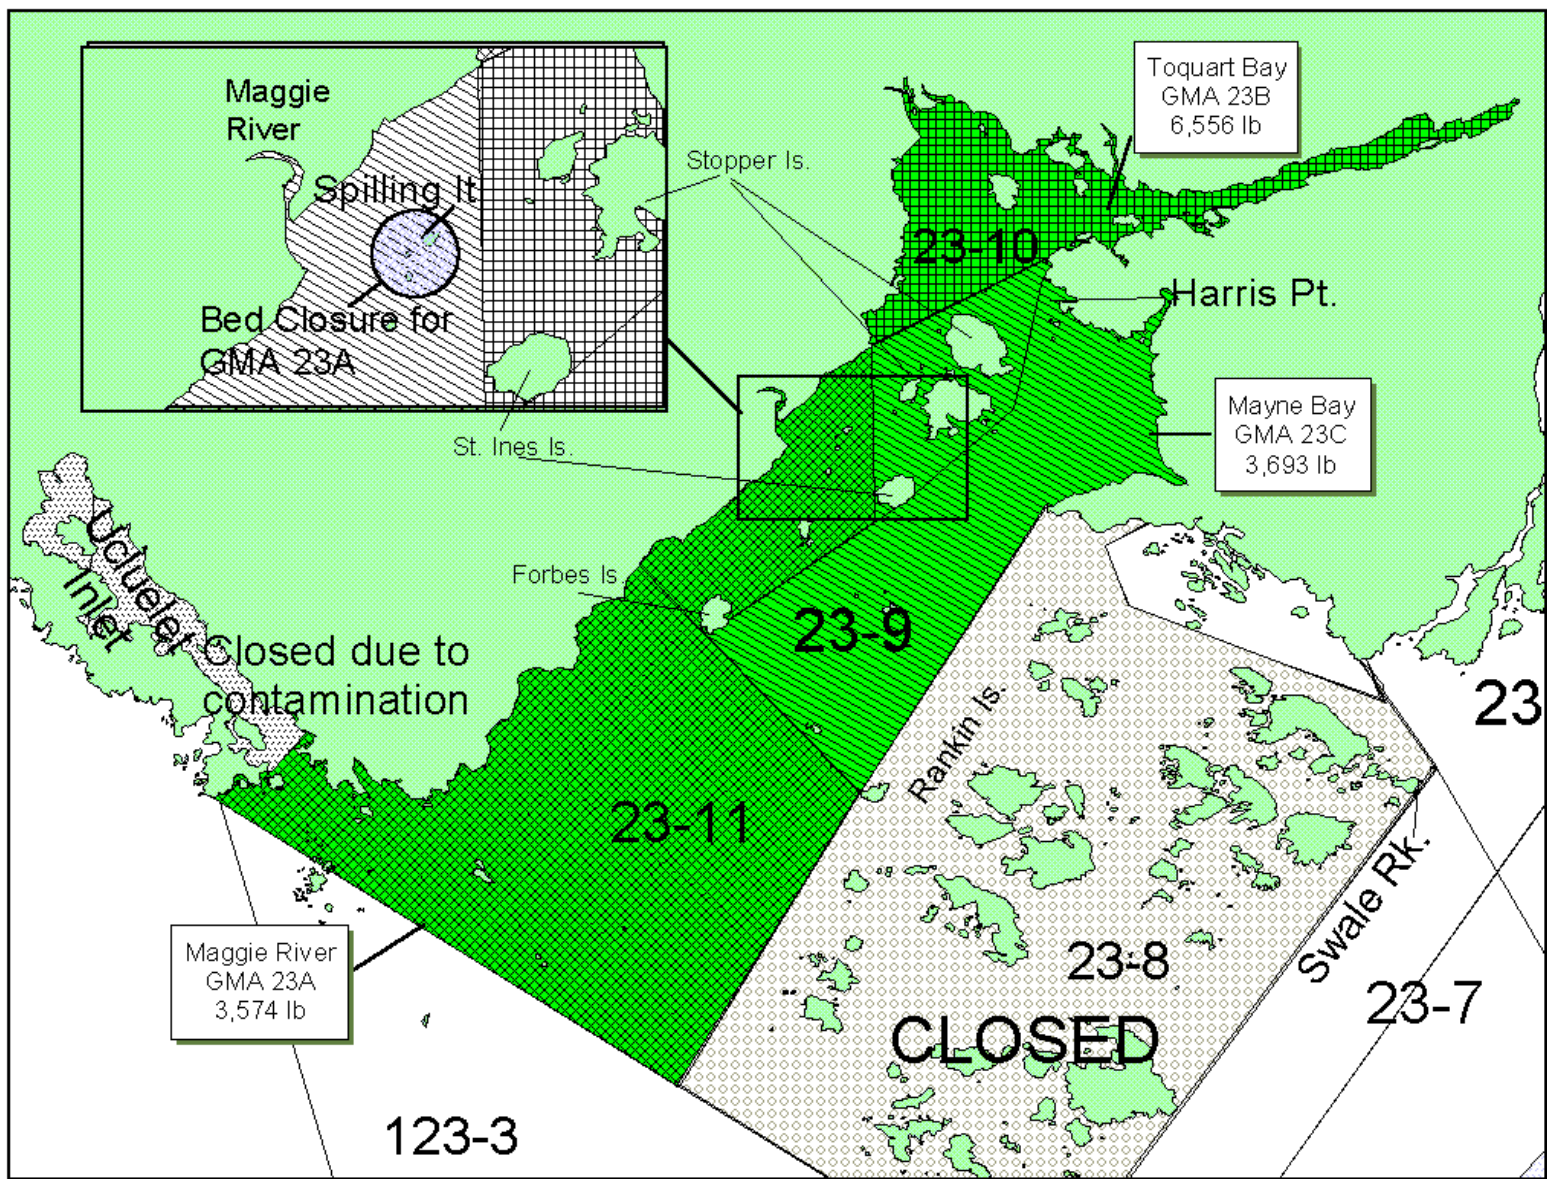 Maggie
River
Spilling It
Bed Closure for
GMA 23A
Stopper Is.
St. Ines Is.
Toquart Bay
GMA 23B
6,556 lb
23-10
Harris Pt.
Mayne Bay
GMA 23C
3,693 lb
Ucluelet
Inlet
Closed due to
contamination
Forbes Is.
23-9
23
Rankin Is.
23-11
Swale Rk.
Maggie River
GMA 23A
3,574 lb
23-8
CLOSED
23-7
123-3